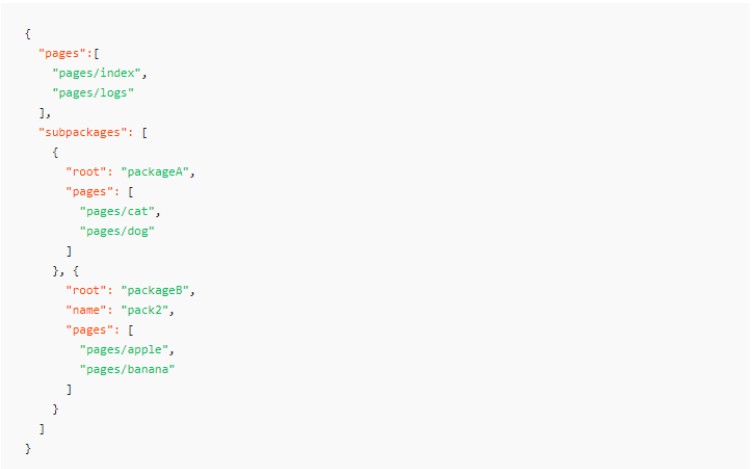 {
  "pages":[
    "pages/index",
    "pages/logs"
  ],
  "subpackages": [
    {
      "root": "packageA",
      "pages": [
        "pages/cat",
        "pages/dog"
      ]
    }, {
      "root": "packageB",
      "name": "pack2",
      "pages": [
        "pages/apple",
        "pages/banana"
      ]
    }
  ]
}